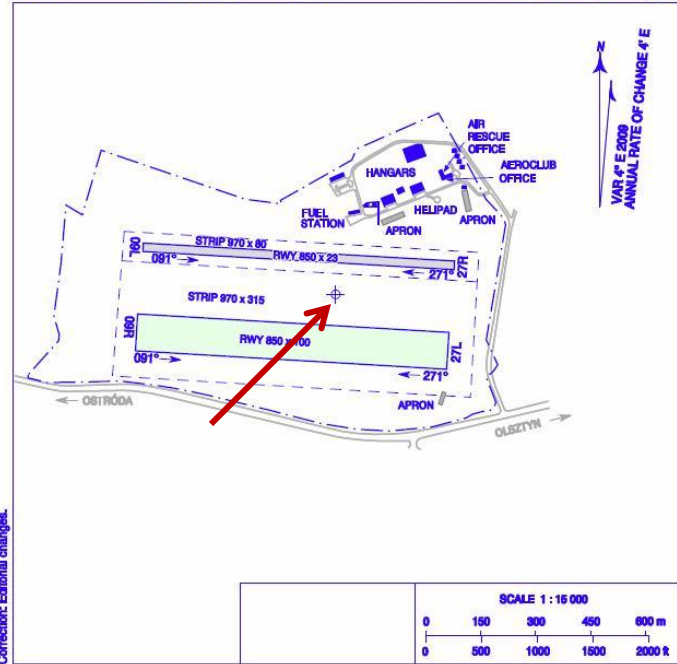 N
VAR 4° E 2009
ANNUAL RATE OF CHANGE 4' E
AIR
RESCUE
OFFICE
AEROCLUB
OFFICE
HANGARS
HELIPAD
APRON
FUEL
STATION
APRON
STRIP 970 x 80
RWY 850 x 23
09L
091°
271°
27R
STRIP 970 x 315
09R
RWY 850 x 100
27L
091°
271°
APRON
OSTRÓDA
OLSZTYN
Correction: Editorial changes.
SCALE 1 : 15 000
0 150 300 450 600 m
0 500 1000 1500 2000 ft